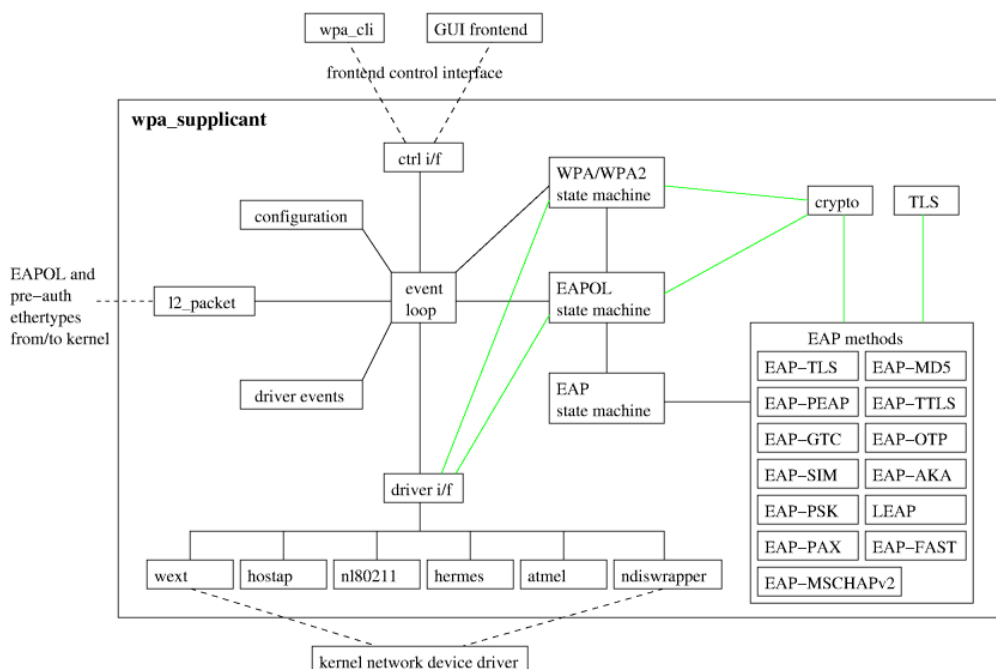 wpa_cli
GUI frontend
frontend control interface
wpa_supplicant
ctrl i/f
WPA/WPA2
state machine
crypto
TLS
configuration
EAPOL and
pre−auth
ethertypes
from/to kernel
l2_packet
event
loop
EAPOL
state machine
driver events
EAP
state machine
EAP methods
EAP−TLS
EAP−MD5
EAP−PEAP
EAP−TTLS
EAP−GTC
EAP−OTP
EAP−SIM
EAP−AKA
EAP−PSK
LEAP
EAP−PAX
EAP−FAST
EAP−MSCHAPv2
driver i/f
wext
hostap
nl80211
hermes
atmel
ndiswrapper
kernel network device driver